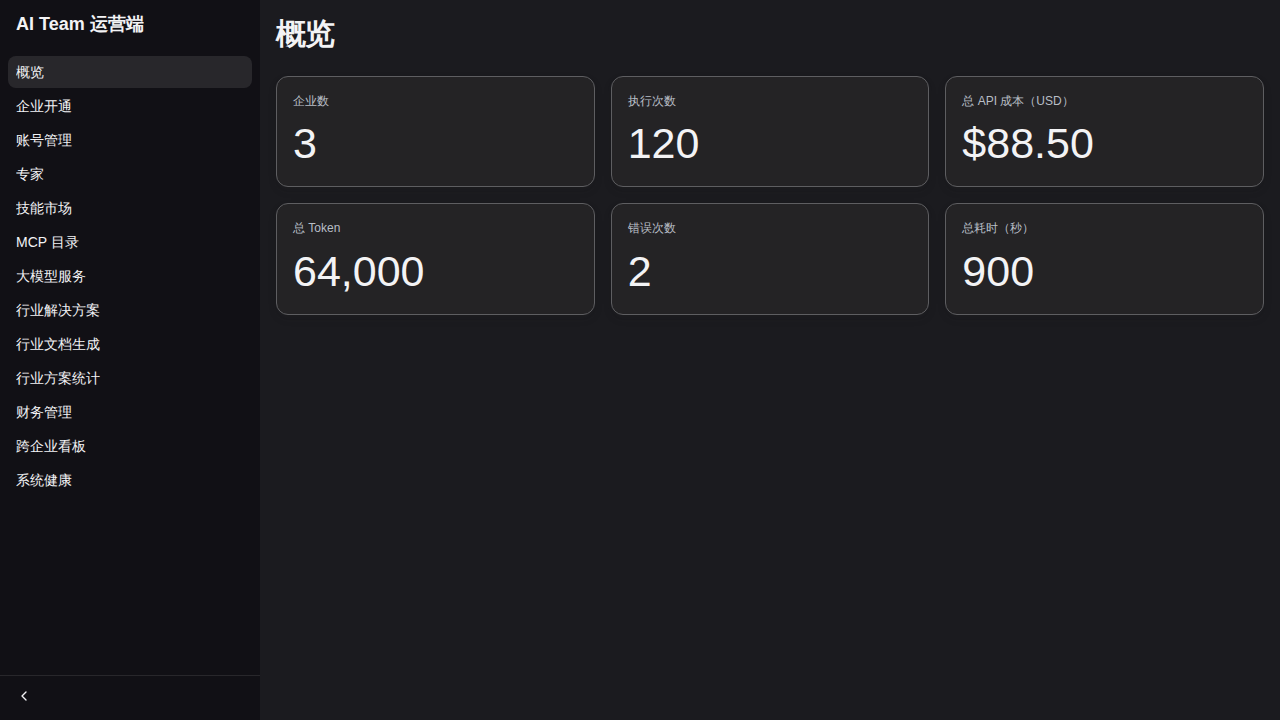 AI Team 运营端
概览
企业开通
账号管理
专家
技能市场
MCP 目录
大模型服务
行业解决方案
行业文档生成
行业方案统计
财务管理
跨企业看板
系统健康
概览
企业数
3
执行次数
120
总 API 成本（USD）
$88.50
总 Token
64,000
错误次数
2
总耗时（秒）
900